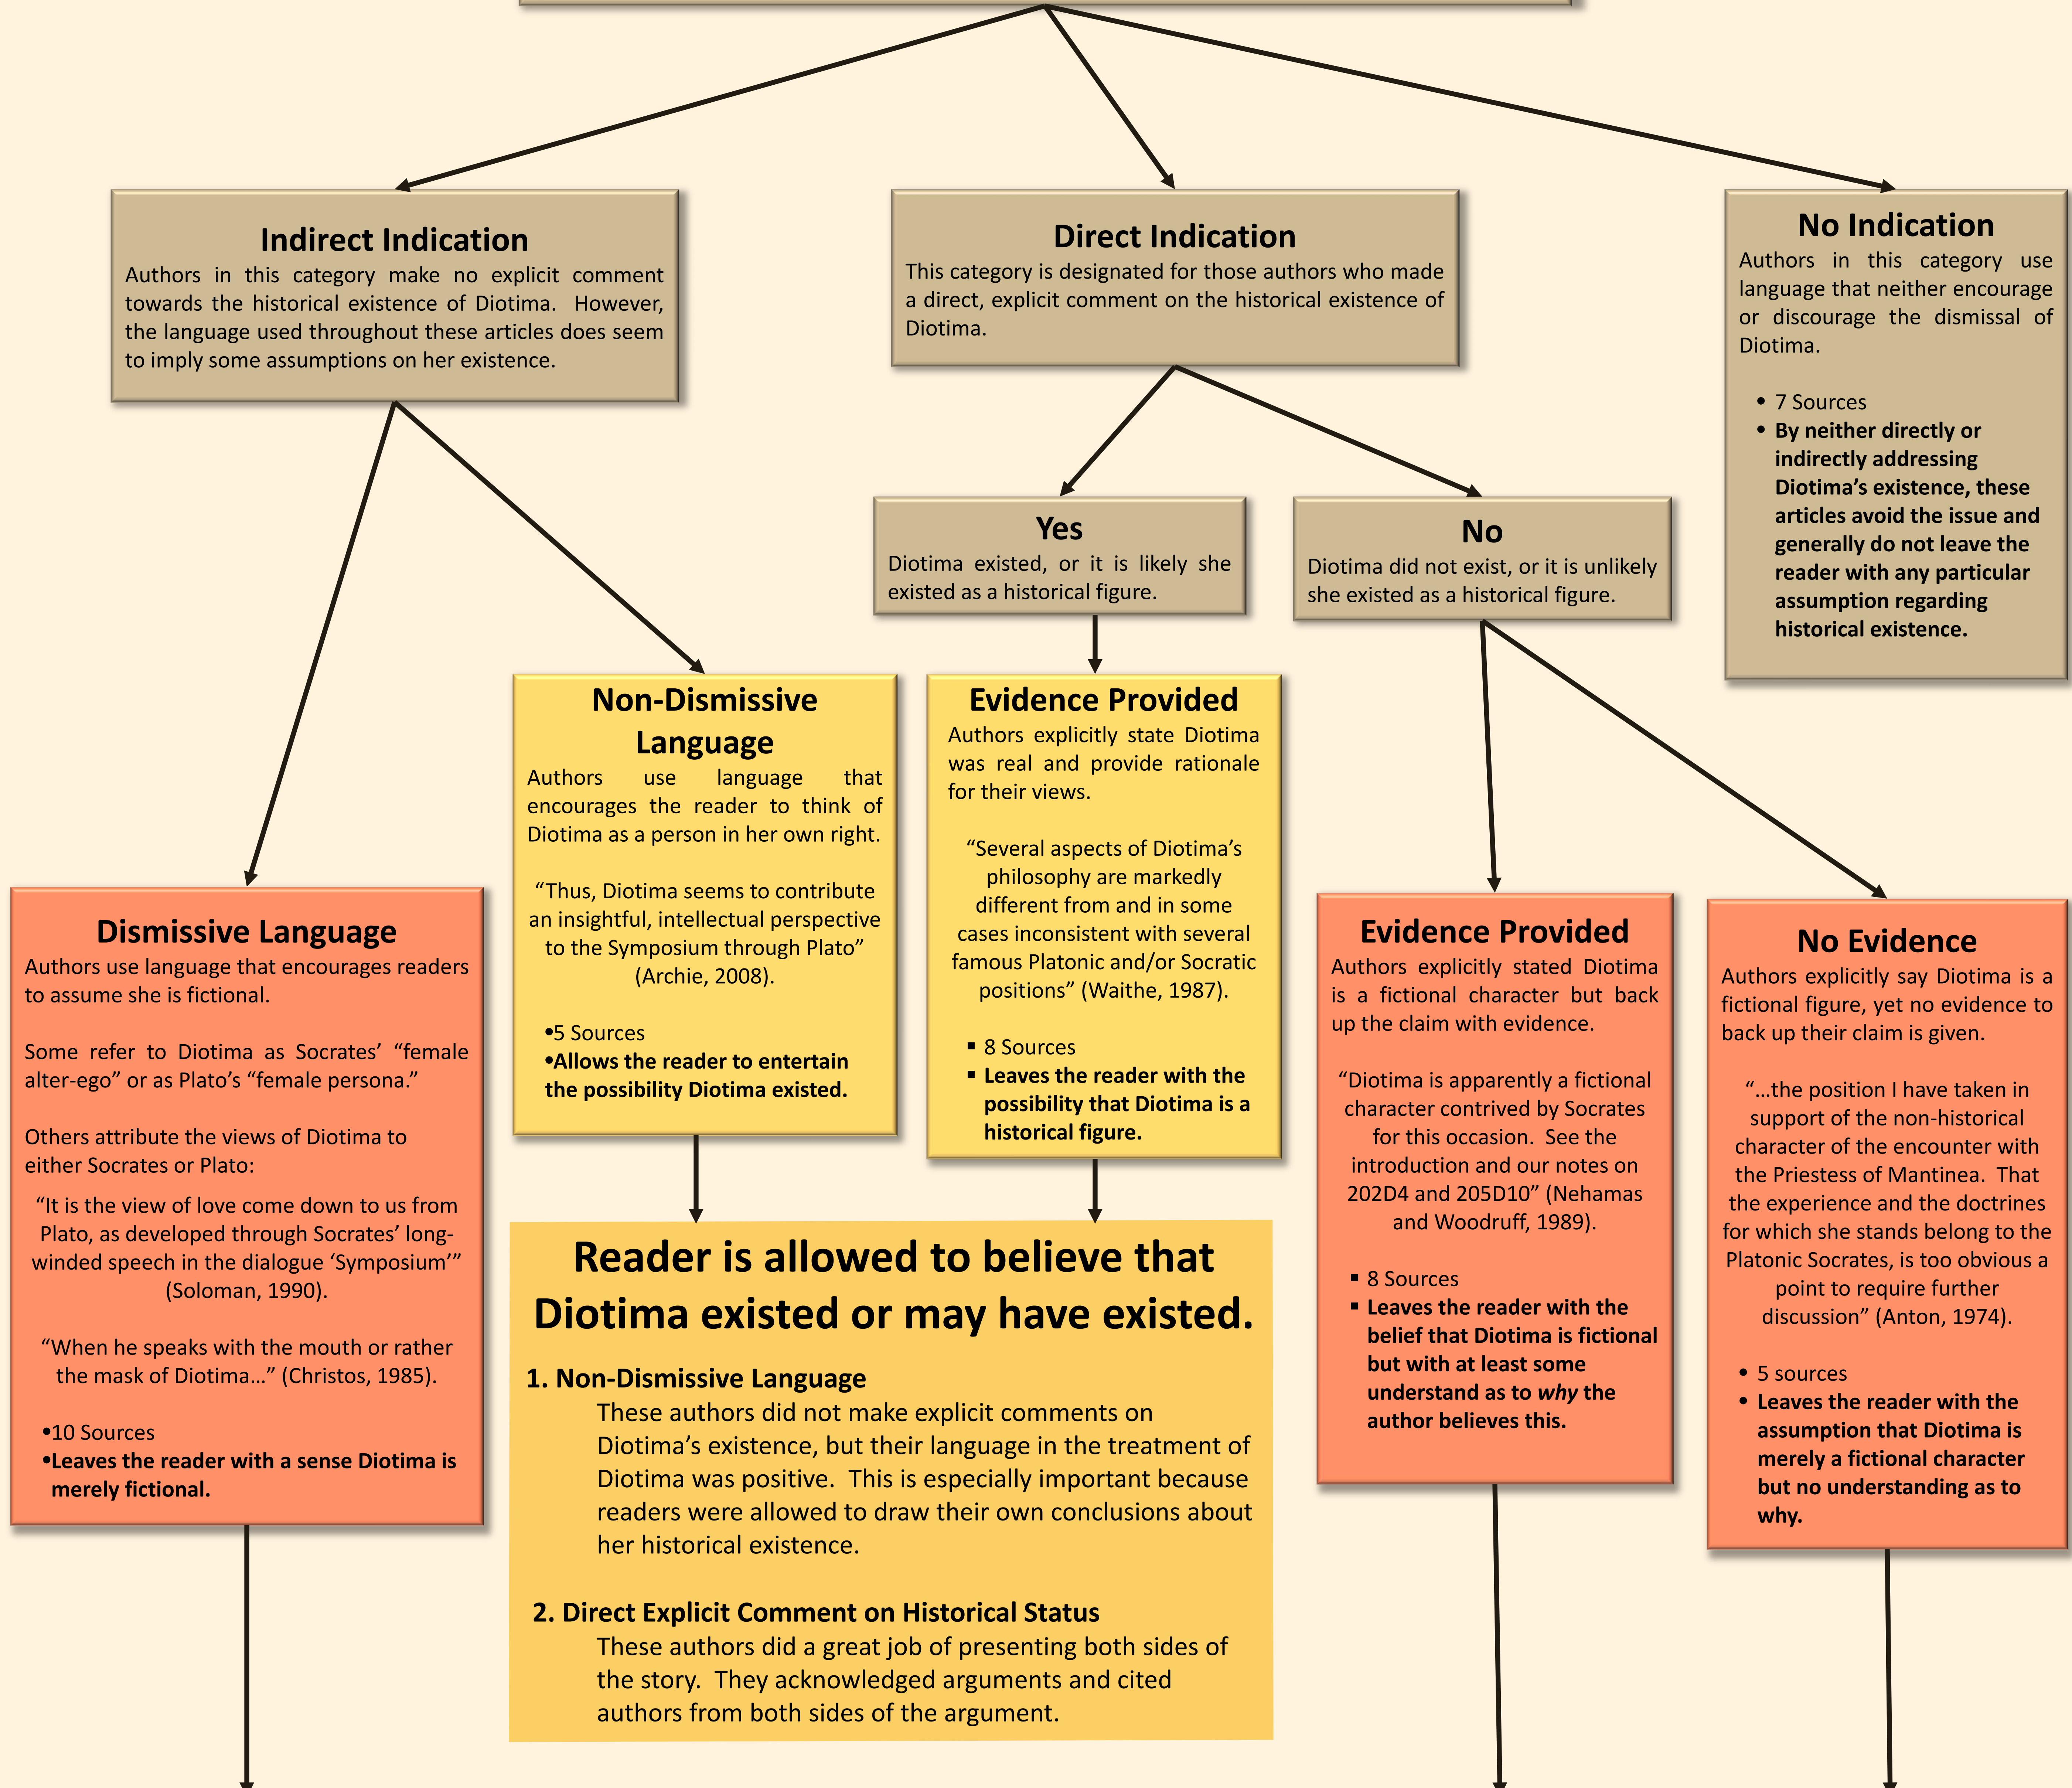 Indirect Indication
Authors in this category make no explicit comment
towards the historical existence of Diotima. However,
the language used throughout these articles does seem
to imply some assumptions on her existence.
Direct Indication
This category is designated for those authors who made
a direct, explicit comment on the historical existence of
Diotima.
No Indication
Authors in this category use
language that neither encourage
or discourage the dismissal of
Diotima.
• 7 Sources
• By neither directly or
indirectly addressing
Diotima’s existence, these
articles avoid the issue and
generally do not leave the
reader with any particular
assumption regarding
historical existence.
Yes
Diotima existed, or it is likely she
existed as a historical figure.
No
Diotima did not exist, or it is unlikely
she existed as a historical figure.
Non-Dismissive
Language
Authors use language that
encourages the reader to think of
Diotima as a person in her own right.
“Thus, Diotima seems to contribute
an insightful, intellectual perspective
to the Symposium through Plato”
(Archie, 2008).
•5 Sources
•Allows the reader to entertain
the possibility Diotima existed.
Evidence Provided
Authors explicitly state Diotima
was real and provide rationale
for their views.
“Several aspects of Diotima’s
philosophy are markedly
different from and in some
cases inconsistent with several
famous Platonic and/or Socratic
positions” (Waithe, 1987).
▪ 8 Sources
▪ Leaves the reader with the
possibility that Diotima is a
historical figure.
Dismissive Language
Authors use language that encourages readers
to assume she is fictional.
Some refer to Diotima as Socrates’ “female
alter-ego” or as Plato’s “female persona.”
Others attribute the views of Diotima to
either Socrates or Plato:
“It is the view of love come down to us from
Plato, as developed through Socrates’ long-
winded speech in the dialogue ‘Symposium’”
(Soloman, 1990).
“When he speaks with the mouth or rather
the mask of Diotima…” (Christos, 1985).
•10 Sources
•Leaves the reader with a sense Diotima is
merely fictional.
Evidence Provided
Authors explicitly stated Diotima
is a fictional character but back
up the claim with evidence.
“Diotima is apparently a fictional
character contrived by Socrates
for this occasion. See the
introduction and our notes on
202D4 and 205D10” (Nehamas
and Woodruff, 1989).
▪ 8 Sources
▪ Leaves the reader with the
belief that Diotima is fictional
but with at least some
understand as to why the
author believes this.
No Evidence
Authors explicitly say Diotima is a
fictional figure, yet no evidence to
back up their claim is given.
“…the position I have taken in
support of the non-historical
character of the encounter with
the Priestess of Mantinea. That
the experience and the doctrines
for which she stands belong to the
Platonic Socrates, is too obvious a
point to require further
discussion” (Anton, 1974).
• 5 sources
• Leaves the reader with the
assumption that Diotima is
merely a fictional character
but no understanding as to
why.
Reader is allowed to believe that
Diotima existed or may have existed.
1. Non-Dismissive Language
These authors did not make explicit comments on
Diotima’s existence, but their language in the treatment of
Diotima was positive. This is especially important because
readers were allowed to draw their own conclusions about
her historical existence.
2. Direct Explicit Comment on Historical Status
These authors did a great job of presenting both sides of
the story. They acknowledged arguments and cited
authors from both sides of the argument.